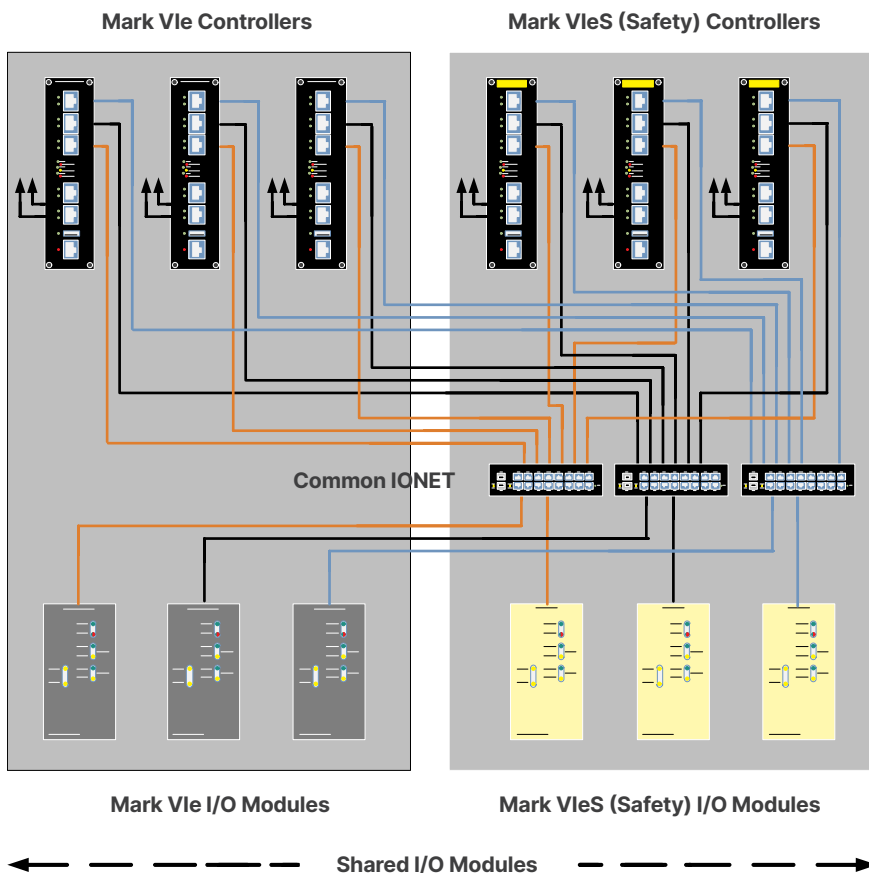 Mark VIe Controllers
Mark VIeS (Safety) Controllers
Common IONET
Mark VIe I/O Modules
Mark VIeS (Safety) I/O Modules
Shared I/O Modules